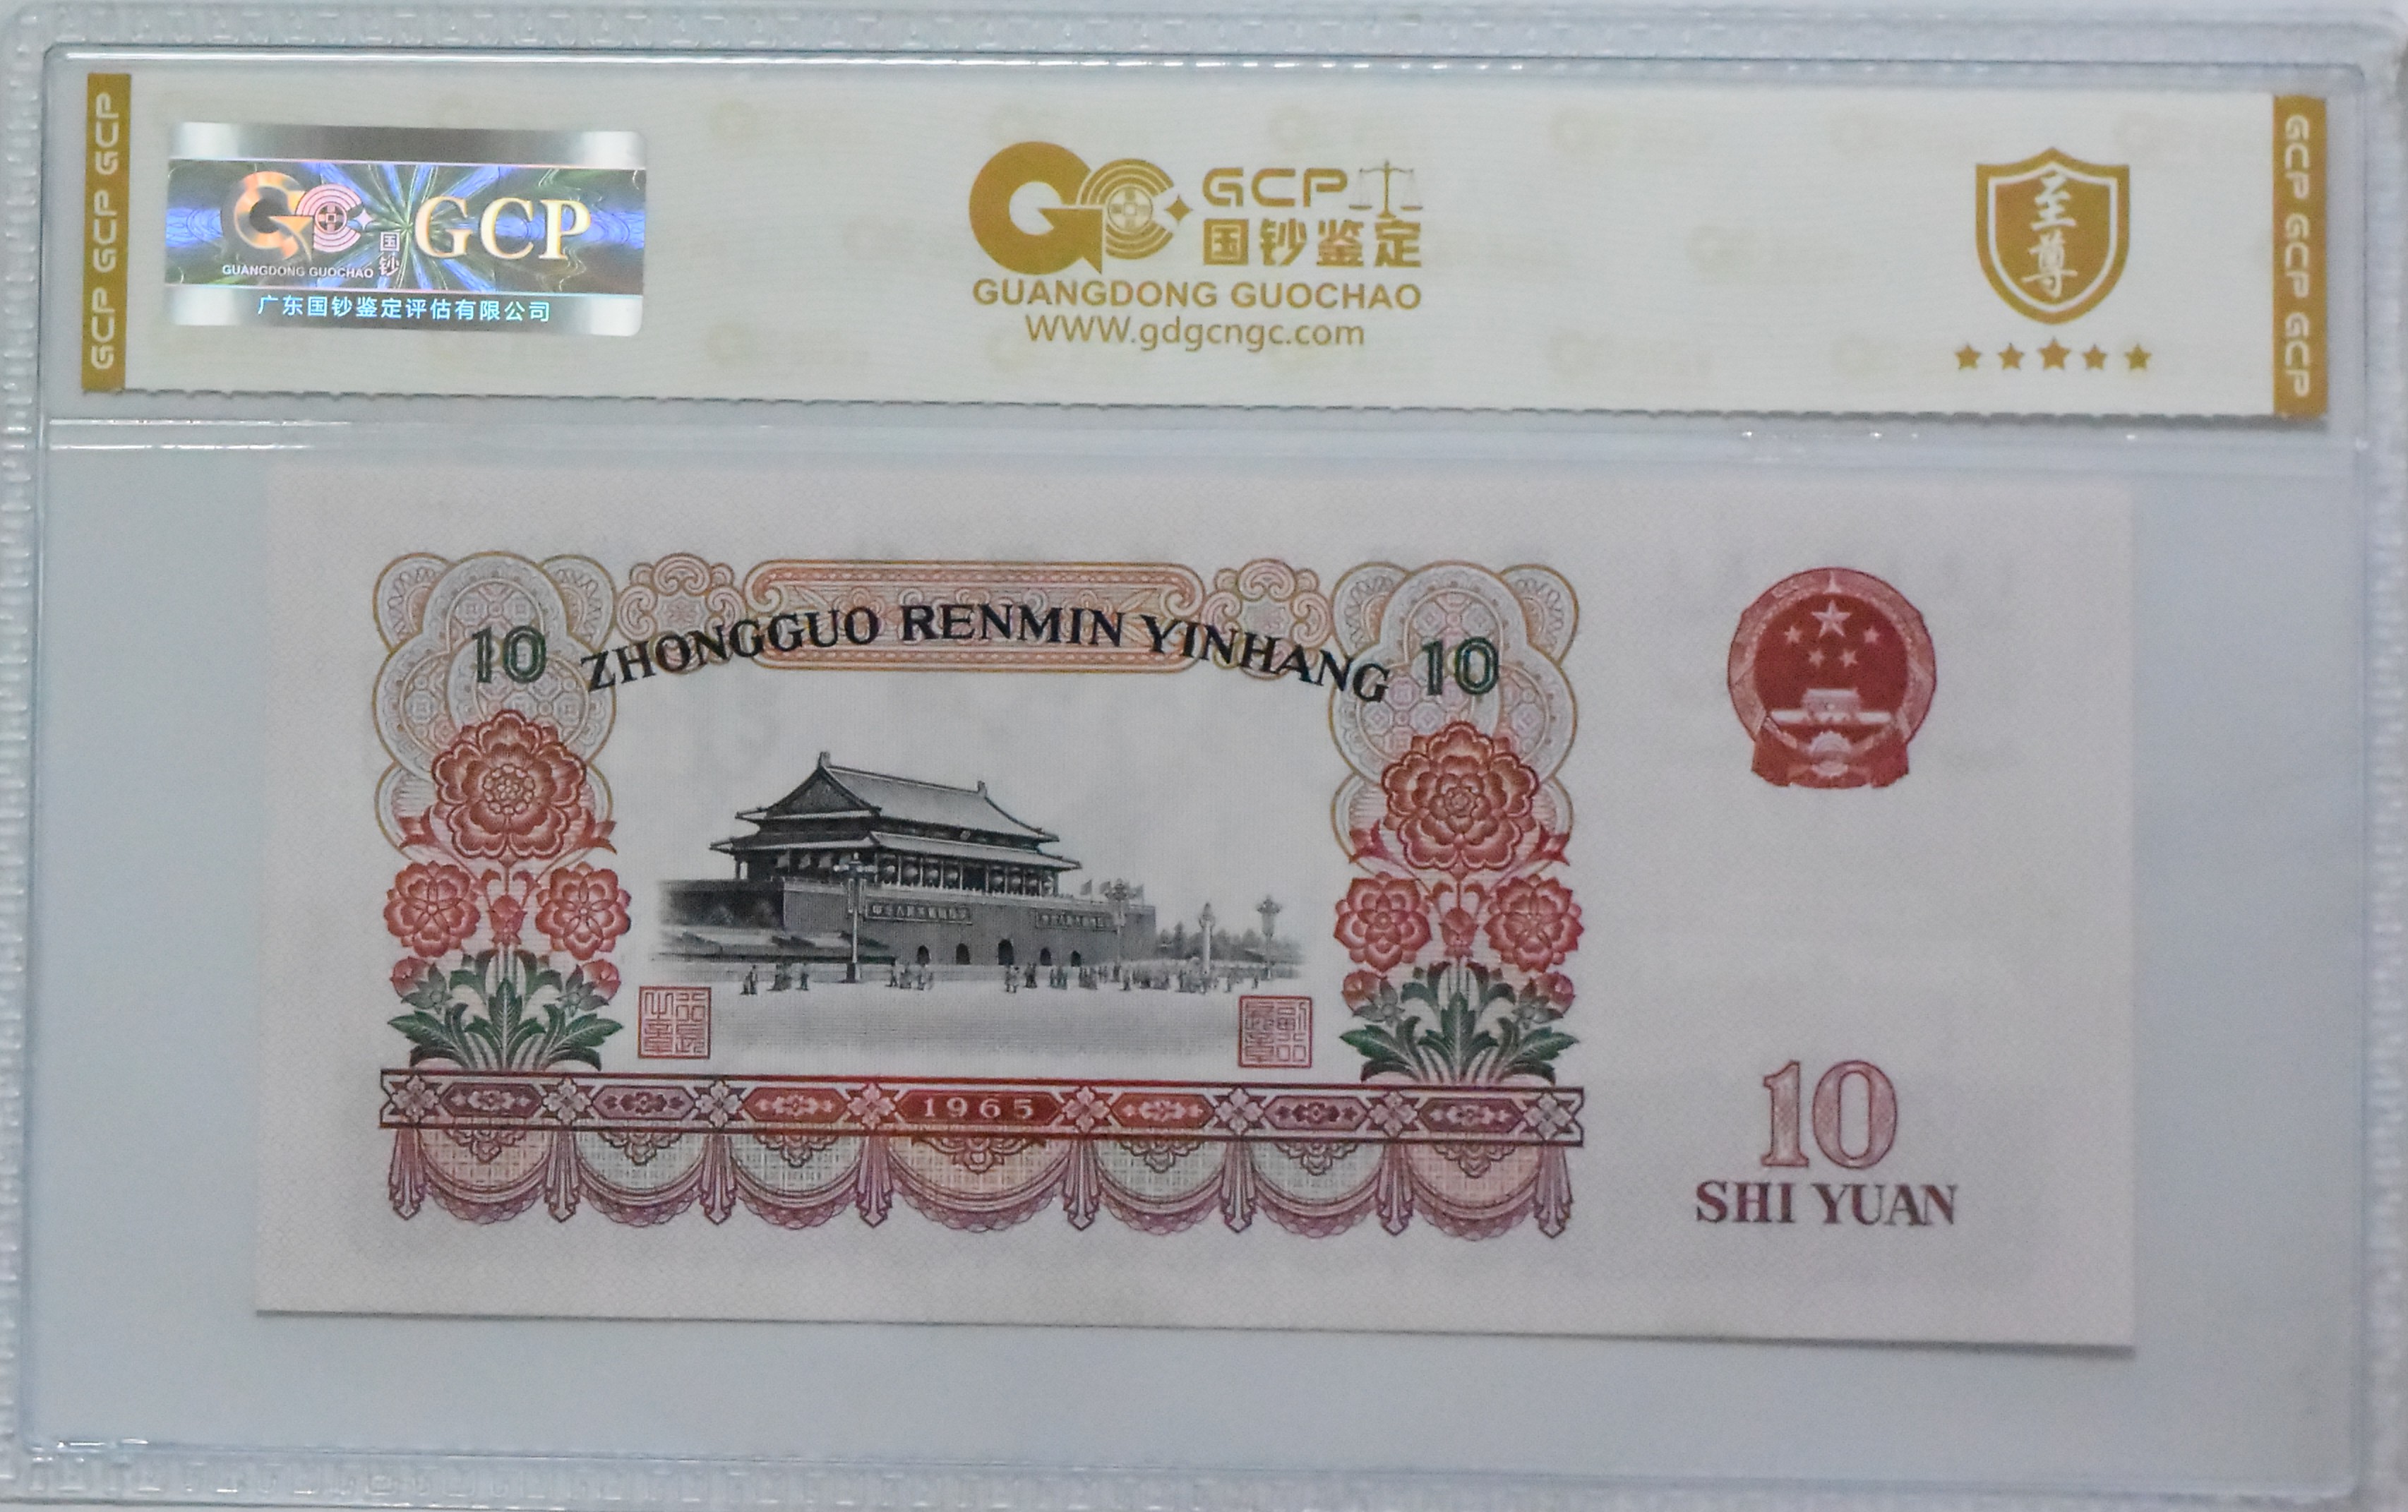 GCP GCP GCP
GCP
国
钞
GUANGDONG GUOCHAO
广东国钞鉴定评估有限公司
GCP
国钞鉴定
GUANGDONG GUOCHAO
WWW.gdgcngc.com
至
尊
GCP GCP GCP
10 ZHONGGUO RENMIN YINHANG 10
1965
10
SHI YUAN